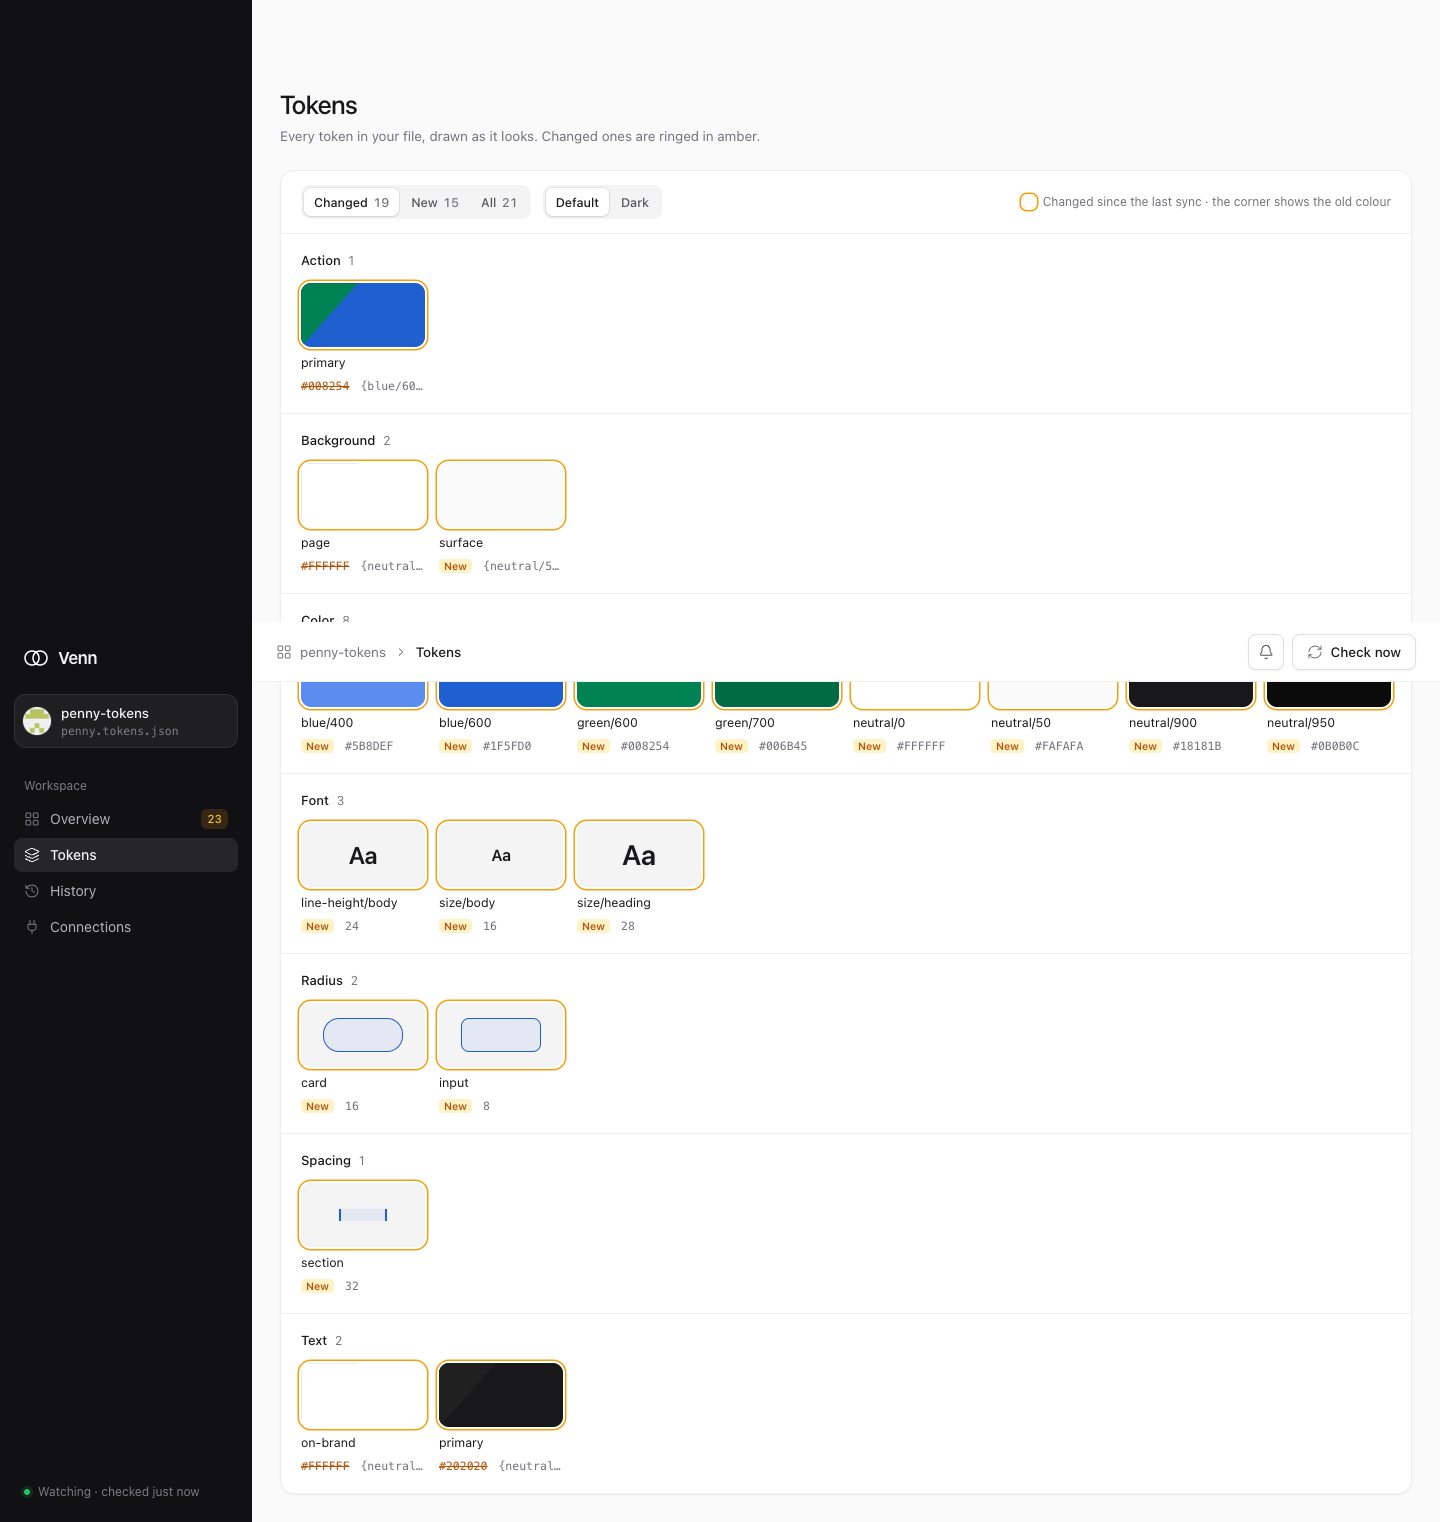 Tokens
Every token in your file, drawn as it looks. Changed ones are ringed in amber.
Changed 19 New 15 All 21 Default Dark
Changed since the last sync · the corner shows the old colour
Action 1
primary
#008254 {blue/60…
Background 2
page surface
#FFFFFF {neutral… New {neutral/5…
Color 8
Venn
penny-tokens
penny.tokens.json
Workspace
Overview 23
Tokens
History
Connections
Watching · checked just now
penny-tokens > Tokens
Check now
blue/400 blue/600 green/600 green/700 neutral/0 neutral/50 neutral/900 neutral/950
New #5B8DEF New #1F5FD0 New #008254 New #006B45 New #FFFFFF New #FAFAFA New #18181B New #0B0B0C
Font 3
Aa Aa Aa
line-height/body size/body size/heading
New 24 New 16 New 28
Radius 2
card input
New 16 New 8
Spacing 1
section
New 32
Text 2
on-brand primary
#FFFFFF {neutral… #202020 {neutral…